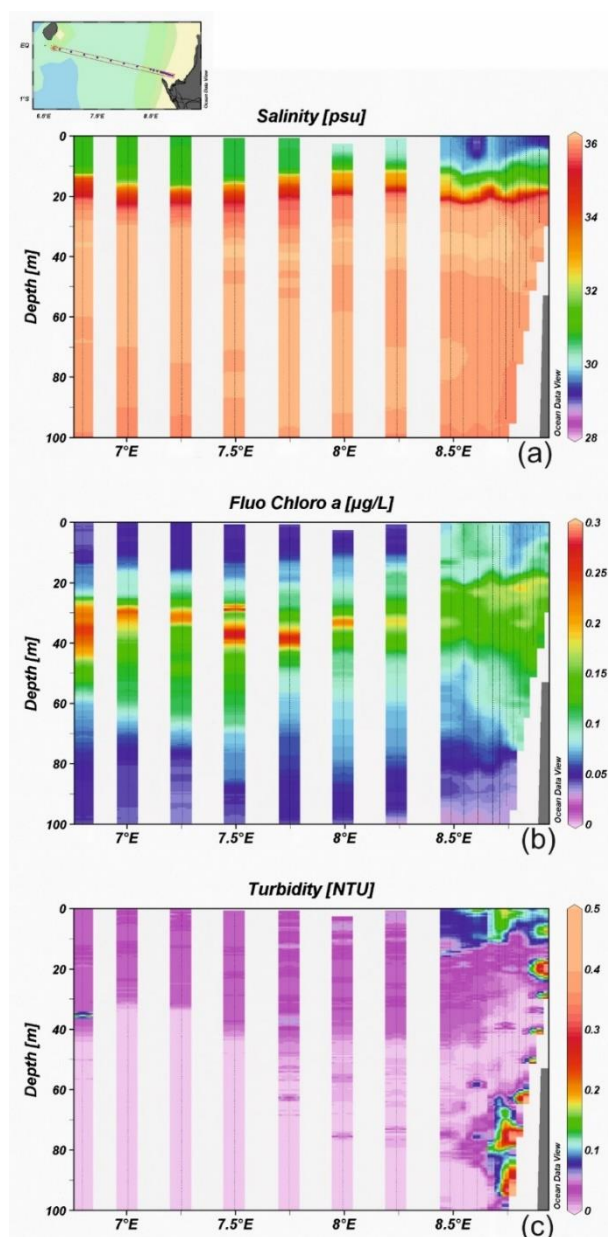 EQ
1°S
6.5°E 7.5°E 8.5°E
Ocean Data View
Salinity [psu]
0
20
40
60
80
100
Depth [m]
7°E 7.5°E 8°E 8.5°E
36
34
32
30
28
Ocean Data View
(a)
Fluo Chloro a [µg/L]
0
20
40
60
80
100
Depth [m]
7°E 7.5°E 8°E 8.5°E
0.3
0.25
0.2
0.15
0.1
0.05
0
Ocean Data View
(b)
Turbidity [NTU]
0
20
40
60
80
100
Depth [m]
7°E 7.5°E 8°E 8.5°E
0.5
0.4
0.3
0.2
0.1
0
Ocean Data View
(c)